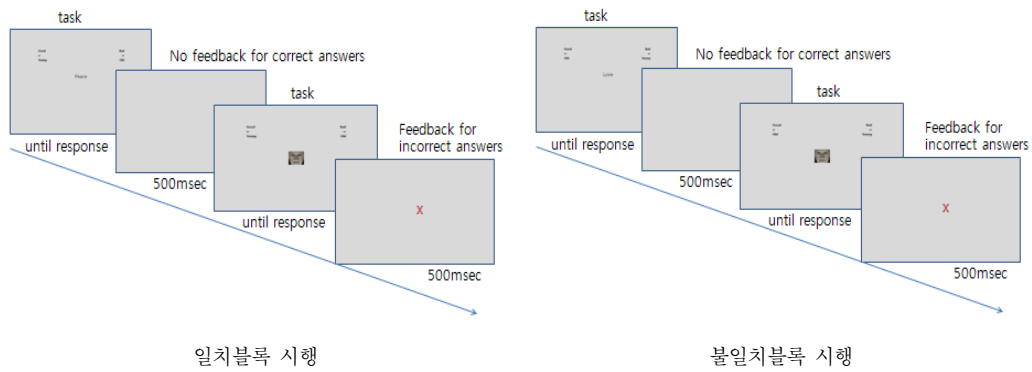 task
No feedback for correct answers
Peace
task
until response
Feedback for
incorrect answers
500msec
X
until response
500msec
일치블록 시행
task
No feedback for correct answers
Love
task
until response
Feedback for
incorrect answers
500msec
X
until response
500msec
불일치블록 시행